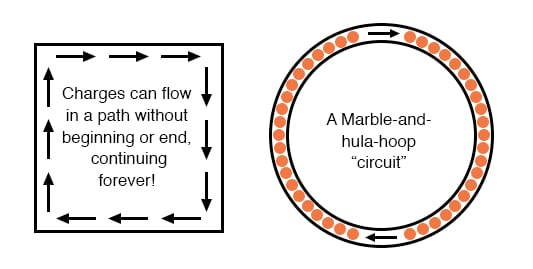 Charges can flow
in a path without
beginning or end,
continuing
forever!
A Marble-and-
hula-hoop
“circuit”